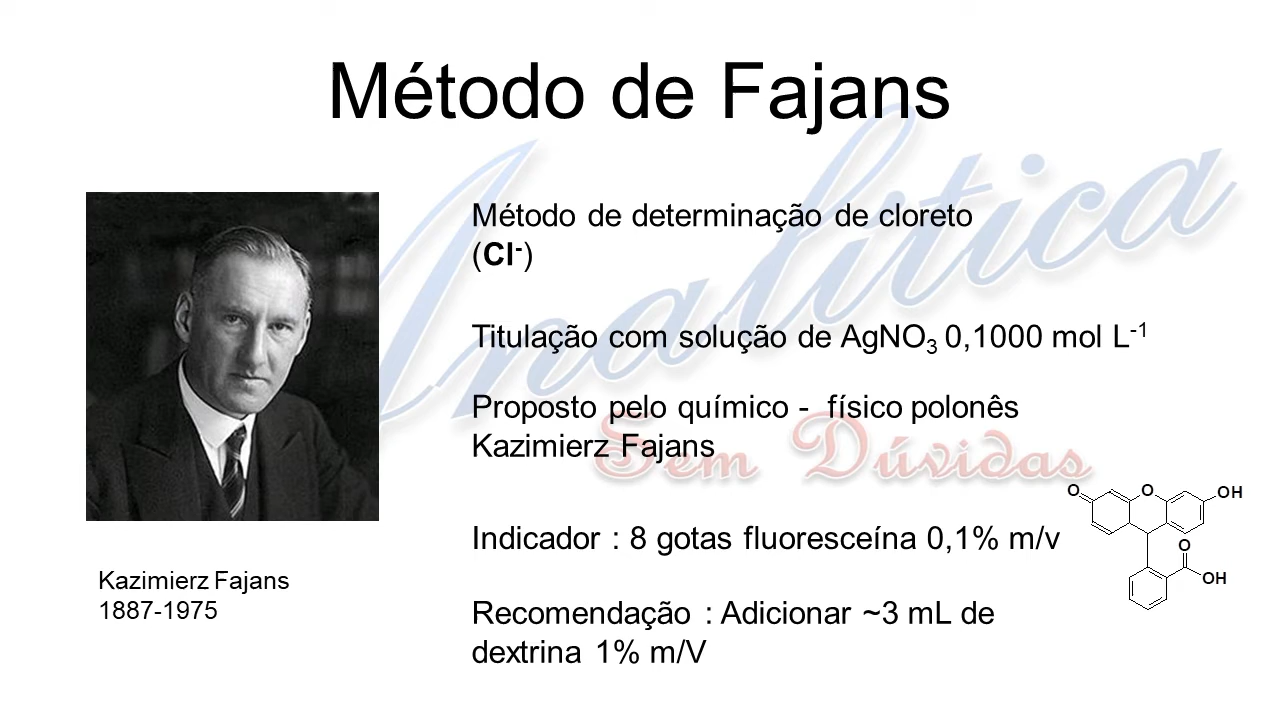 Método de Fajans
Analítica
Sem Dúvidas
Método de determinação de cloreto
(Cl⁻)
Titulação com solução de AgNO₃ 0,1000 mol L⁻¹
Proposto pelo químico -  físico polonês
Kazimierz Fajans
Indicador : 8 gotas fluoresceína 0,1% m/v
O O OH
O
OH
Kazimierz Fajans
1887-1975
Recomendação : Adicionar ~3 mL de
dextrina 1% m/V